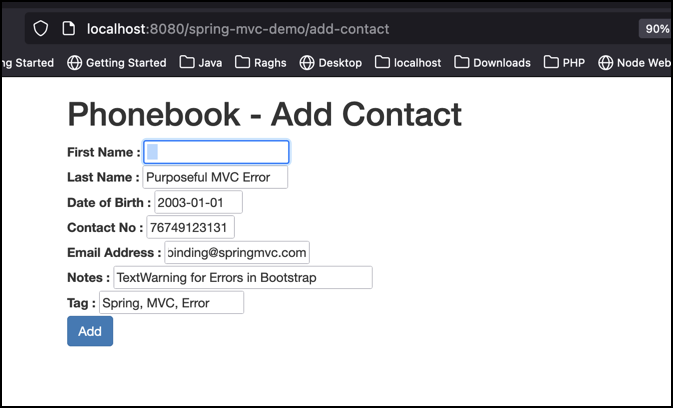 localhost:8080/spring-mvc-demo/add-contact 90%
ng Started Getting Started Java Raghs Desktop localhost Downloads PHP Node Web
Phonebook - Add Contact
First Name :
Last Name : Purposeful MVC Error
Date of Birth : 2003-01-01
Contact No : 76749123131
Email Address : binding@springmvc.com
Notes : TextWarning for Errors in Bootstrap
Tag : Spring, MVC, Error
Add